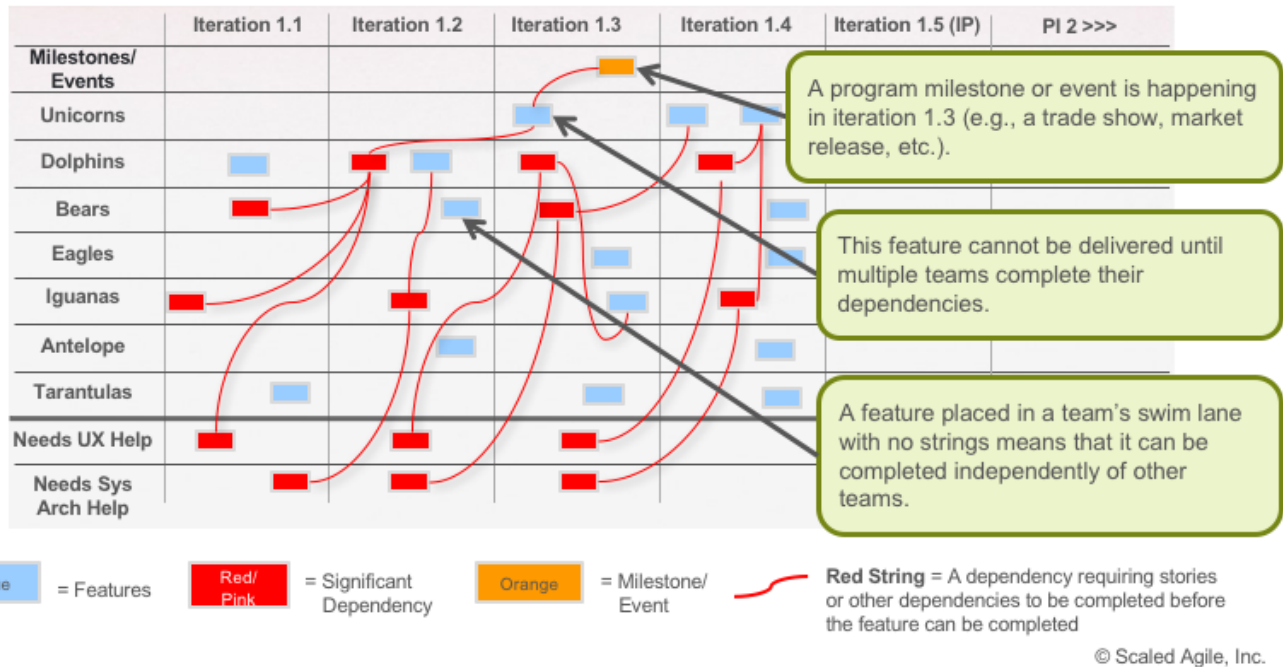 Iteration 1.1
Iteration 1.2
Iteration 1.3
Iteration 1.4
Iteration 1.5 (IP)
PI 2 >>>
Milestones/
Events
Unicorns
Dolphins
Bears
Eagles
Iguanas
Antelope
Tarantulas
Needs UX Help
Needs Sys
Arch Help
A program milestone or event is happening
in iteration 1.3 (e.g., a trade show, market
release, etc.).
This feature cannot be delivered until
multiple teams complete their
dependencies.
A feature placed in a team's swim lane
with no strings means that it can be
completed independently of other
teams.
= Features
Red/
Pink
= Significant
Dependency
Orange
= Milestone/
Event
Red String = A dependency requiring stories
or other dependencies to be completed before
the feature can be completed
© Scaled Agile, Inc.